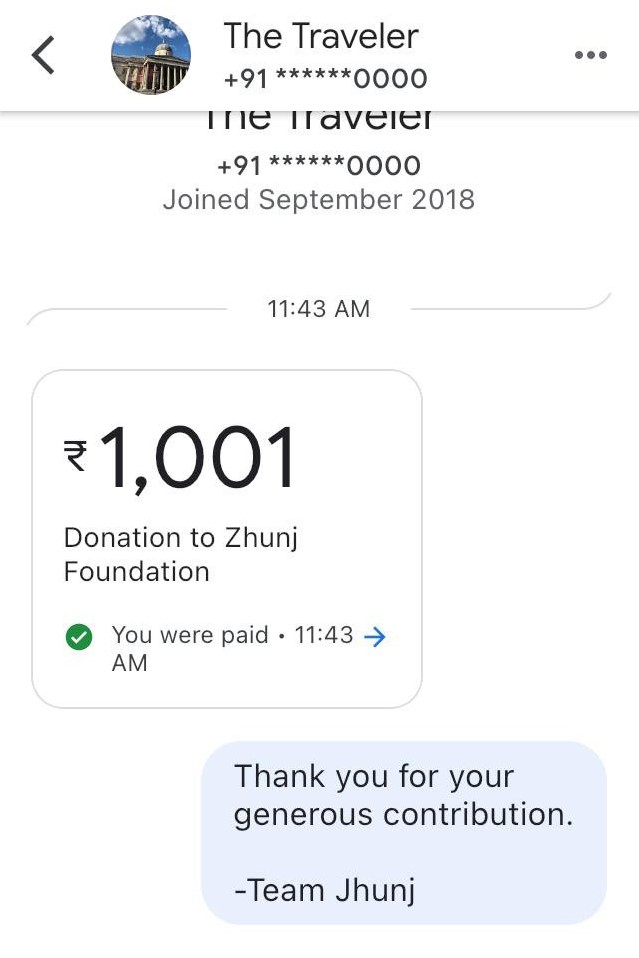 The Traveler
+91 ******0000
The Traveler
+91 ******0000
Joined September 2018
11:43 AM
₹1,001
Donation to Zhunj
Foundation
You were paid • 11:43
AM
Thank you for your
generous contribution.
-Team Jhunj